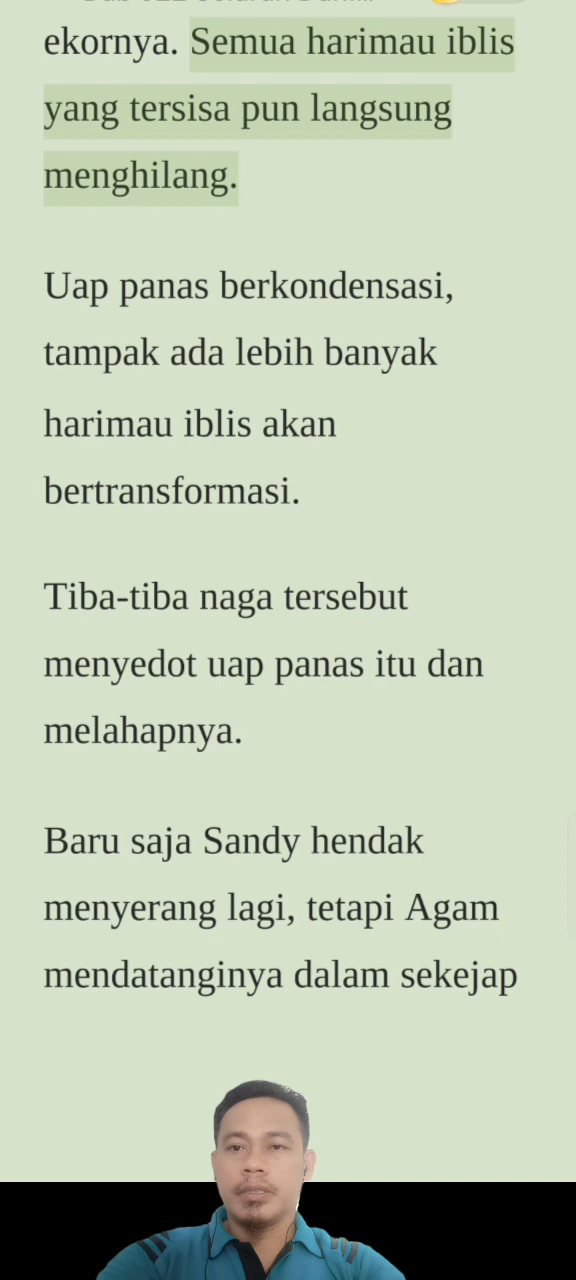 ekornya. Semua harimau iblis
yang tersisa pun langsung
menghilang.
Uap panas berkondensasi,
tampak ada lebih banyak
harimau iblis akan
bertransformasi.
Tiba-tiba naga tersebut
menyedot uap panas itu dan
melahapnya.
Baru saja Sandy hendak
menyerang lagi, tetapi Agam
mendatanginya dalam sekejap